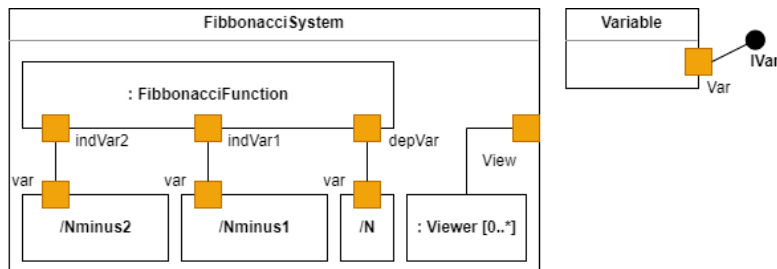 FibbonacciSystem
Variable
IVar
Var
: FibbonacciFunction
indVar2
indVar1
depVar
View
var
var
var
/Nminus2
/Nminus1
/N
: Viewer [0..*]